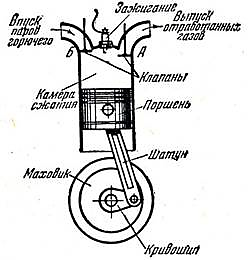 Зажигание
Впуск
паров
горючего
Выпуск
отработанных
газов
Б
А
Клапаны
Камера
сжатия
Поршень
Шатун
Маховик
Кривошип